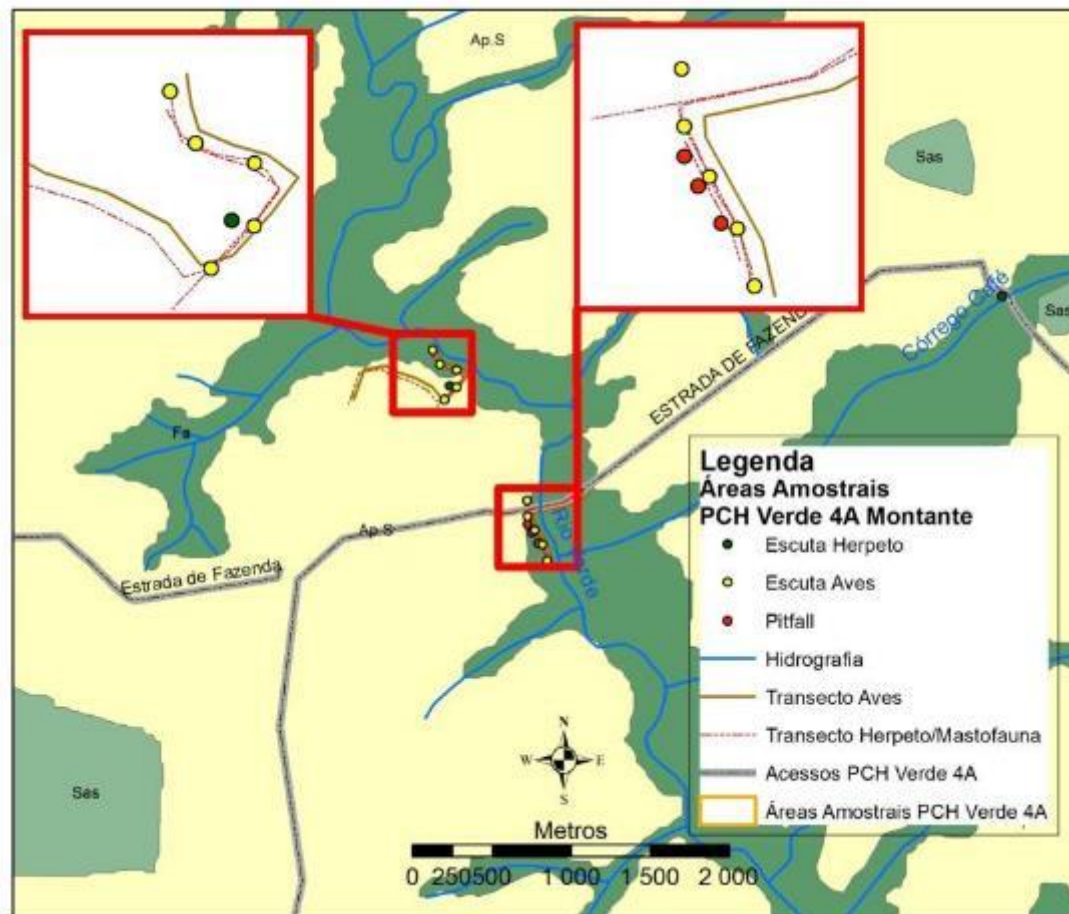 Ap.S
Sas
Sas
Córrego Café
ESTRADA DE FAZEND
Fa
Rio Verde
Ap.S
Estrada de Fazenda
Sas
Legenda
Áreas Amostrais
PCH Verde 4A Montante
Escuta Herpeto
Escuta Aves
Pitfall
Hidrografia
Transecto Aves
Transecto Herpeto/Mastofauna
Acessos PCH Verde 4A
Áreas Amostrais PCH Verde 4A
N
W E
S
Metros
0 250500 1 000 1 500 2 000